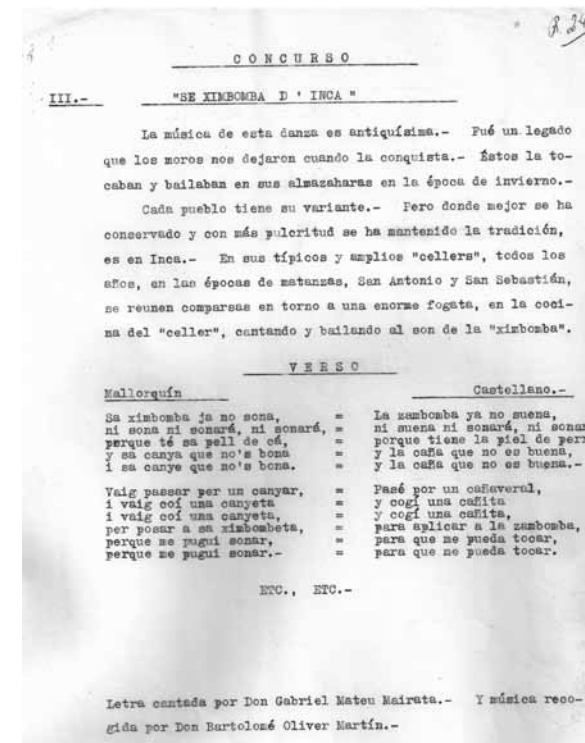 C O N C U R S O
III.- "SE XIMBOMBA D ' INCA "
La música de esta danza es antiquísima.- Fué un legado
que los moros nos dejaron cuando la conquista.- Éstos la to-
caban y bailaban en sus almazaharas en la época de invierno.-
Cada pueblo tiene su variante.- Pero donde mejor se ha
conservado y con más pulcritud se ha mantenido la tradición,
es en Inca.- En sus típicos y amplios "cellers", todos los
años, en las épocas de matanzas, San Antonio y San Sebastián,
se reunen comparsas en torno a una enorme fogata, en la coci-
na del "celler", cantando y bailando al son de la "ximbomba".
V E R S O
Mallorquín Castellano.-
Sa ximbomba ja no sona, = La zambomba ya no suena,
ni sona ni sonará, ni sonará, = ni suena ni sonará, ni sonar
perque té sa pell de cá, = porque tiene la piel de perr
y sa canya que no's bona = y la caña que no es buena,
i sa canye que no's bona. = y la caña que no es buena.-
Vaig passar per un canyar, = Pasé por un cañaveral,
i vaig coí una canyeta = y cogí una cañita
i vaig coí una canyeta, = y cogí una cañita,
per posar a sa ximbombeta, = para aplicar a la zambomba,
perque me pugui sonar, = para que me pueda tocar,
perque me pugui sonar.- = para que me pueda tocar.
ETC., ETC.-
Letra cantada por Don Gabriel Mateu Mairata.- Y música reco-
gida por Don Bartolomé Oliver Martín.-